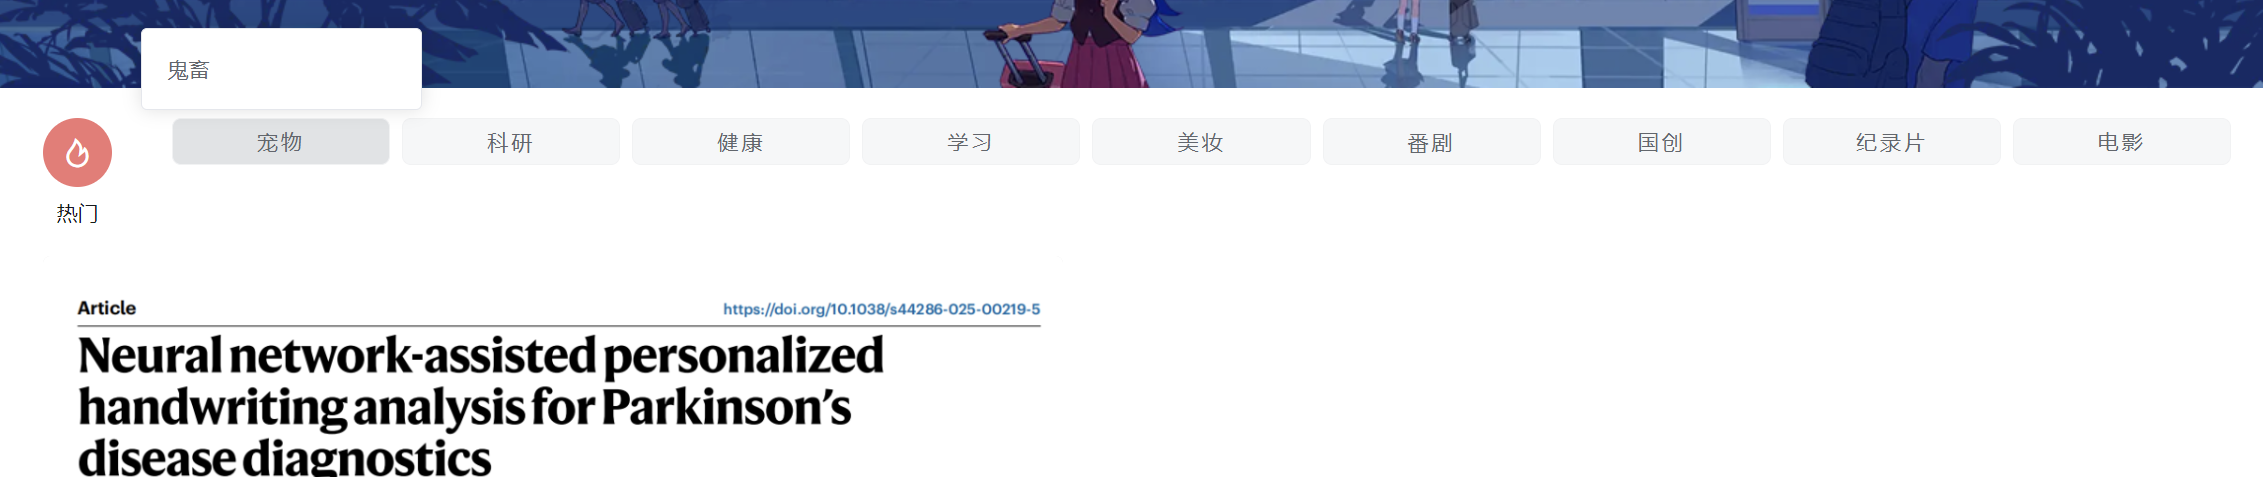 鬼畜
宠物 科研 健康 学习 美妆 番剧 国创 纪录片 电影
热门
Article https://doi.org/10.1038/s44286-025-00219-5
Neural network-assisted personalized
handwriting analysis for Parkinson’s
disease diagnostics